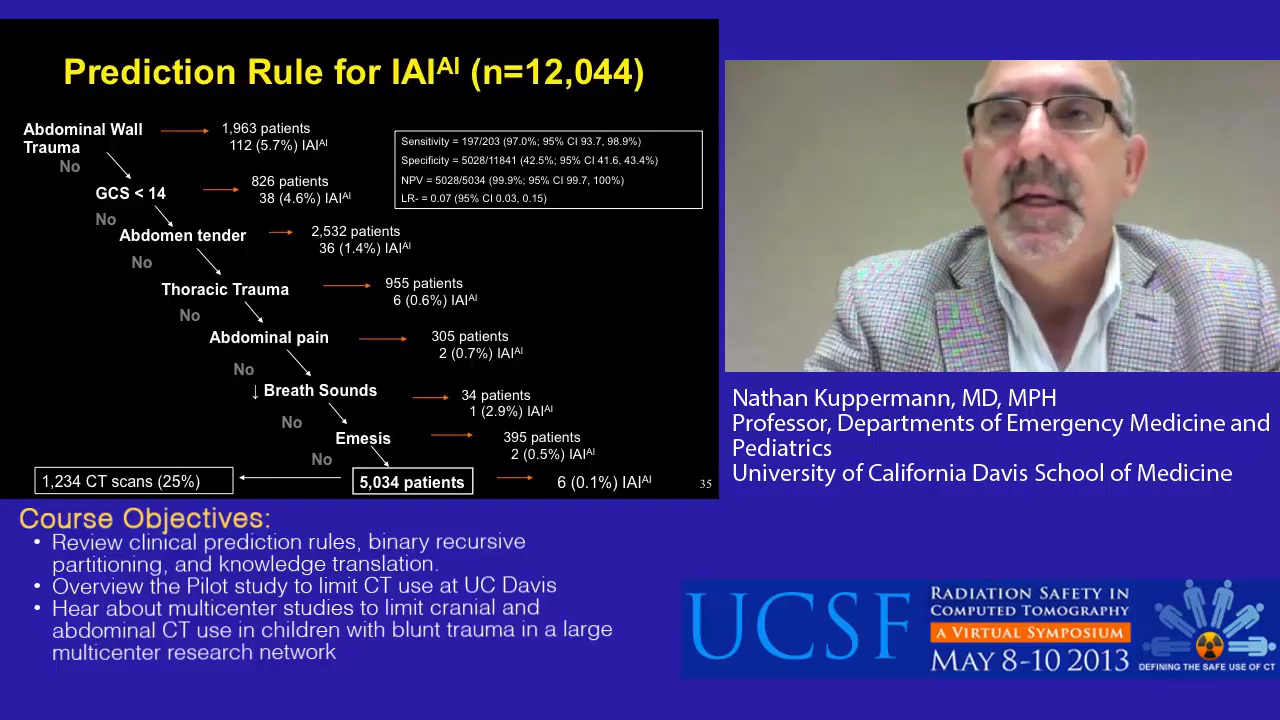 Prediction Rule for IAIᴬᴵ (n=12,044)
Abdominal Wall
Trauma
1,963 patients
112 (5.7%) IAIᴬᴵ
Sensitivity = 197/203 (97.0%; 95% CI 93.7, 98.9%)
Specificity = 5028/11841 (42.5%; 95% CI 41.6, 43.4%)
NPV = 5028/5034 (99.9%; 95% CI 99.7, 100%)
LR- = 0.07 (95% CI 0.03, 0.15)
No
GCS < 14
826 patients
38 (4.6%) IAIᴬᴵ
No
Abdomen tender
2,532 patients
36 (1.4%) IAIᴬᴵ
No
Thoracic Trauma
955 patients
6 (0.6%) IAIᴬᴵ
No
Abdominal pain
305 patients
2 (0.7%) IAIᴬᴵ
No
↓ Breath Sounds
34 patients
1 (2.9%) IAIᴬᴵ
No
Emesis
395 patients
2 (0.5%) IAIᴬᴵ
No
1,234 CT scans (25%)
5,034 patients
6 (0.1%) IAIᴬᴵ
35
Nathan Kuppermann, MD, MPH
Professor, Departments of Emergency Medicine and
Pediatrics
University of California Davis School of Medicine
Course Objectives:
• Review clinical prediction rules, binary recursive
partitioning, and knowledge translation.
• Overview the Pilot study to limit CT use at UC Davis
• Hear about multicenter studies to limit cranial and
abdominal CT use in children with blunt trauma in a large
multicenter research network
UCSF
RADIATION SAFETY IN
COMPUTED TOMOGRAPHY
A VIRTUAL SYMPOSIUM
MAY 8-10 2013
DEFINING THE SAFE USE OF CT